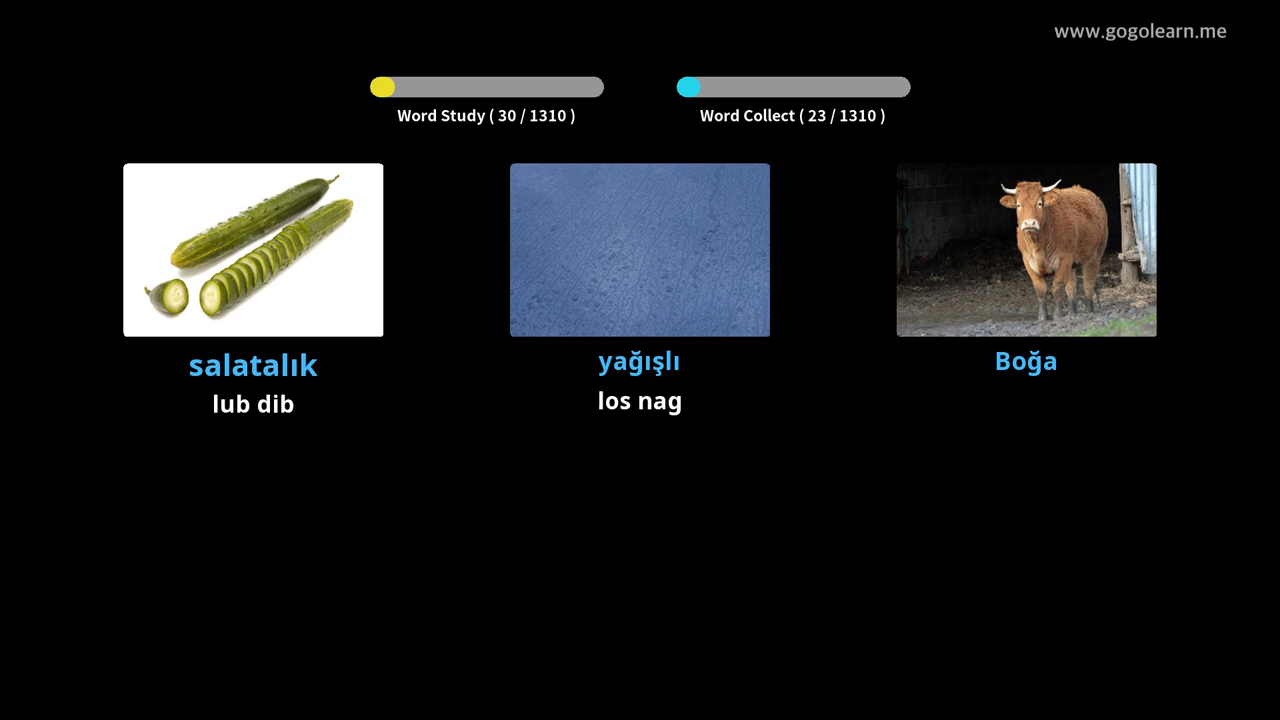 www.gogolearn.me
Word Study ( 30 / 1310 )
Word Collect ( 23 / 1310 )
salatalık
lub dib
yağışlı
los nag
Boğa